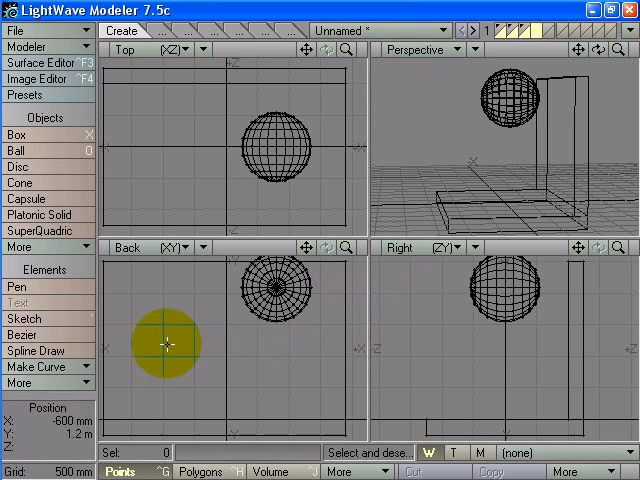 LightWave Modeler 7.5c
File
Create ... ... ... ... ... Unnamed * 1
Modeler
Top (XZ) Perspective
Surface Editor ^F3
Image Editor ^F4
Presets
Objects
Box X
Ball O
Disc
Cone
Capsule
Platonic Solid
SuperQuadric
More
Back (XY) Right (ZY)
Elements
Pen
Text
Sketch `
Bezier
Spline Draw
Make Curve
More
Position
X: -600 mm
Y: 1.2 m
Z:
Sel: 0 Select and dese... W T M (none)
Grid: 500 mm Points ^G Polygons ^H Volume ^J More Cut Copy More